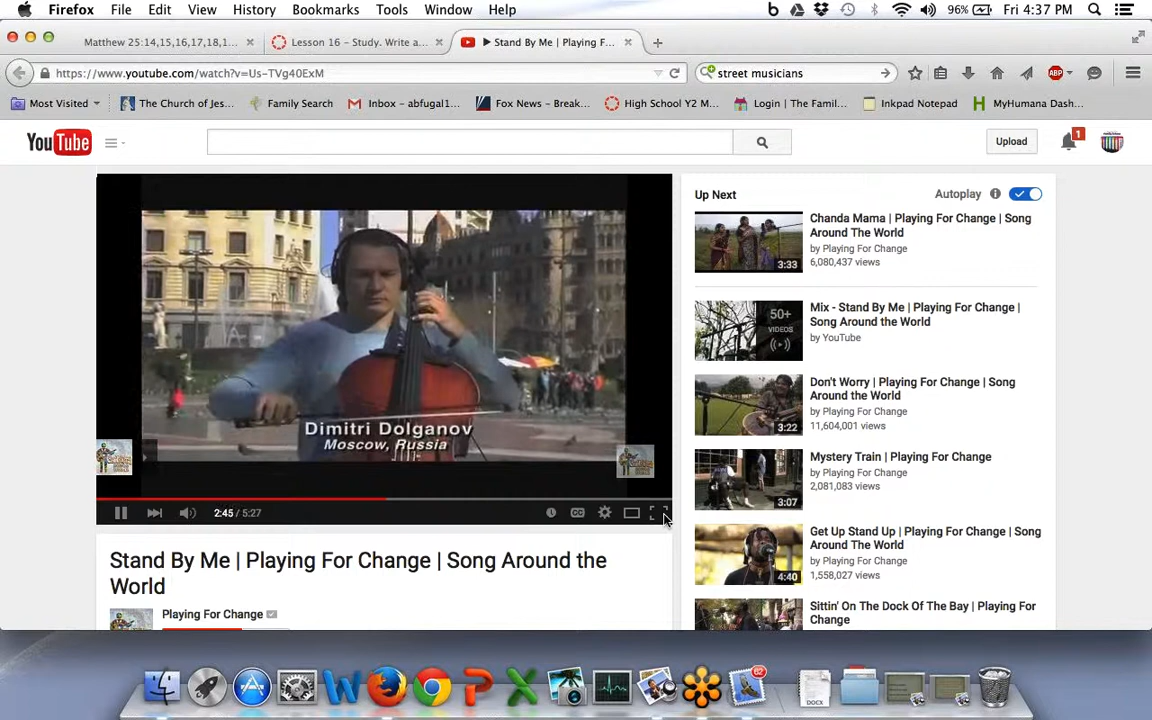 Firefox File Edit View History Bookmarks Tools Window Help 96% Fri 4:37 PM
Matthew 25:14,15,16,17,18,1... × Lesson 16 – Study. Write a... × ▶ Stand By Me | Playing F... × +
https://www.youtube.com/watch?v=Us-TVg40ExM street musicians ABP
Most Visited The Church of Jes... Family Search Inbox – abfugal1... Fox News – Break... High School Y2 M... Login | The Famil... Inkpad Notepad MyHumana Dash...
YouTube Upload 1
Dimitri Dolganov
Moscow, Russia
2:45 / 5:27 CC
Stand By Me | Playing For Change | Song Around the
World
Playing For Change
Up Next Autoplay
Chanda Mama | Playing For Change | Song
Around The World
by Playing For Change
6,080,437 views
3:33
Mix - Stand By Me | Playing For Change |
Song Around the World
by YouTube
50+
VIDEOS
Don't Worry | Playing For Change | Song
Around the World
by Playing For Change
11,604,001 views
3:22
Mystery Train | Playing For Change
by Playing For Change
2,081,083 views
3:07
Get Up Stand Up | Playing For Change | Song
Around The World
by Playing For Change
1,558,027 views
4:40
Sittin' On The Dock Of The Bay | Playing For
Change
W P X 62
DOCX